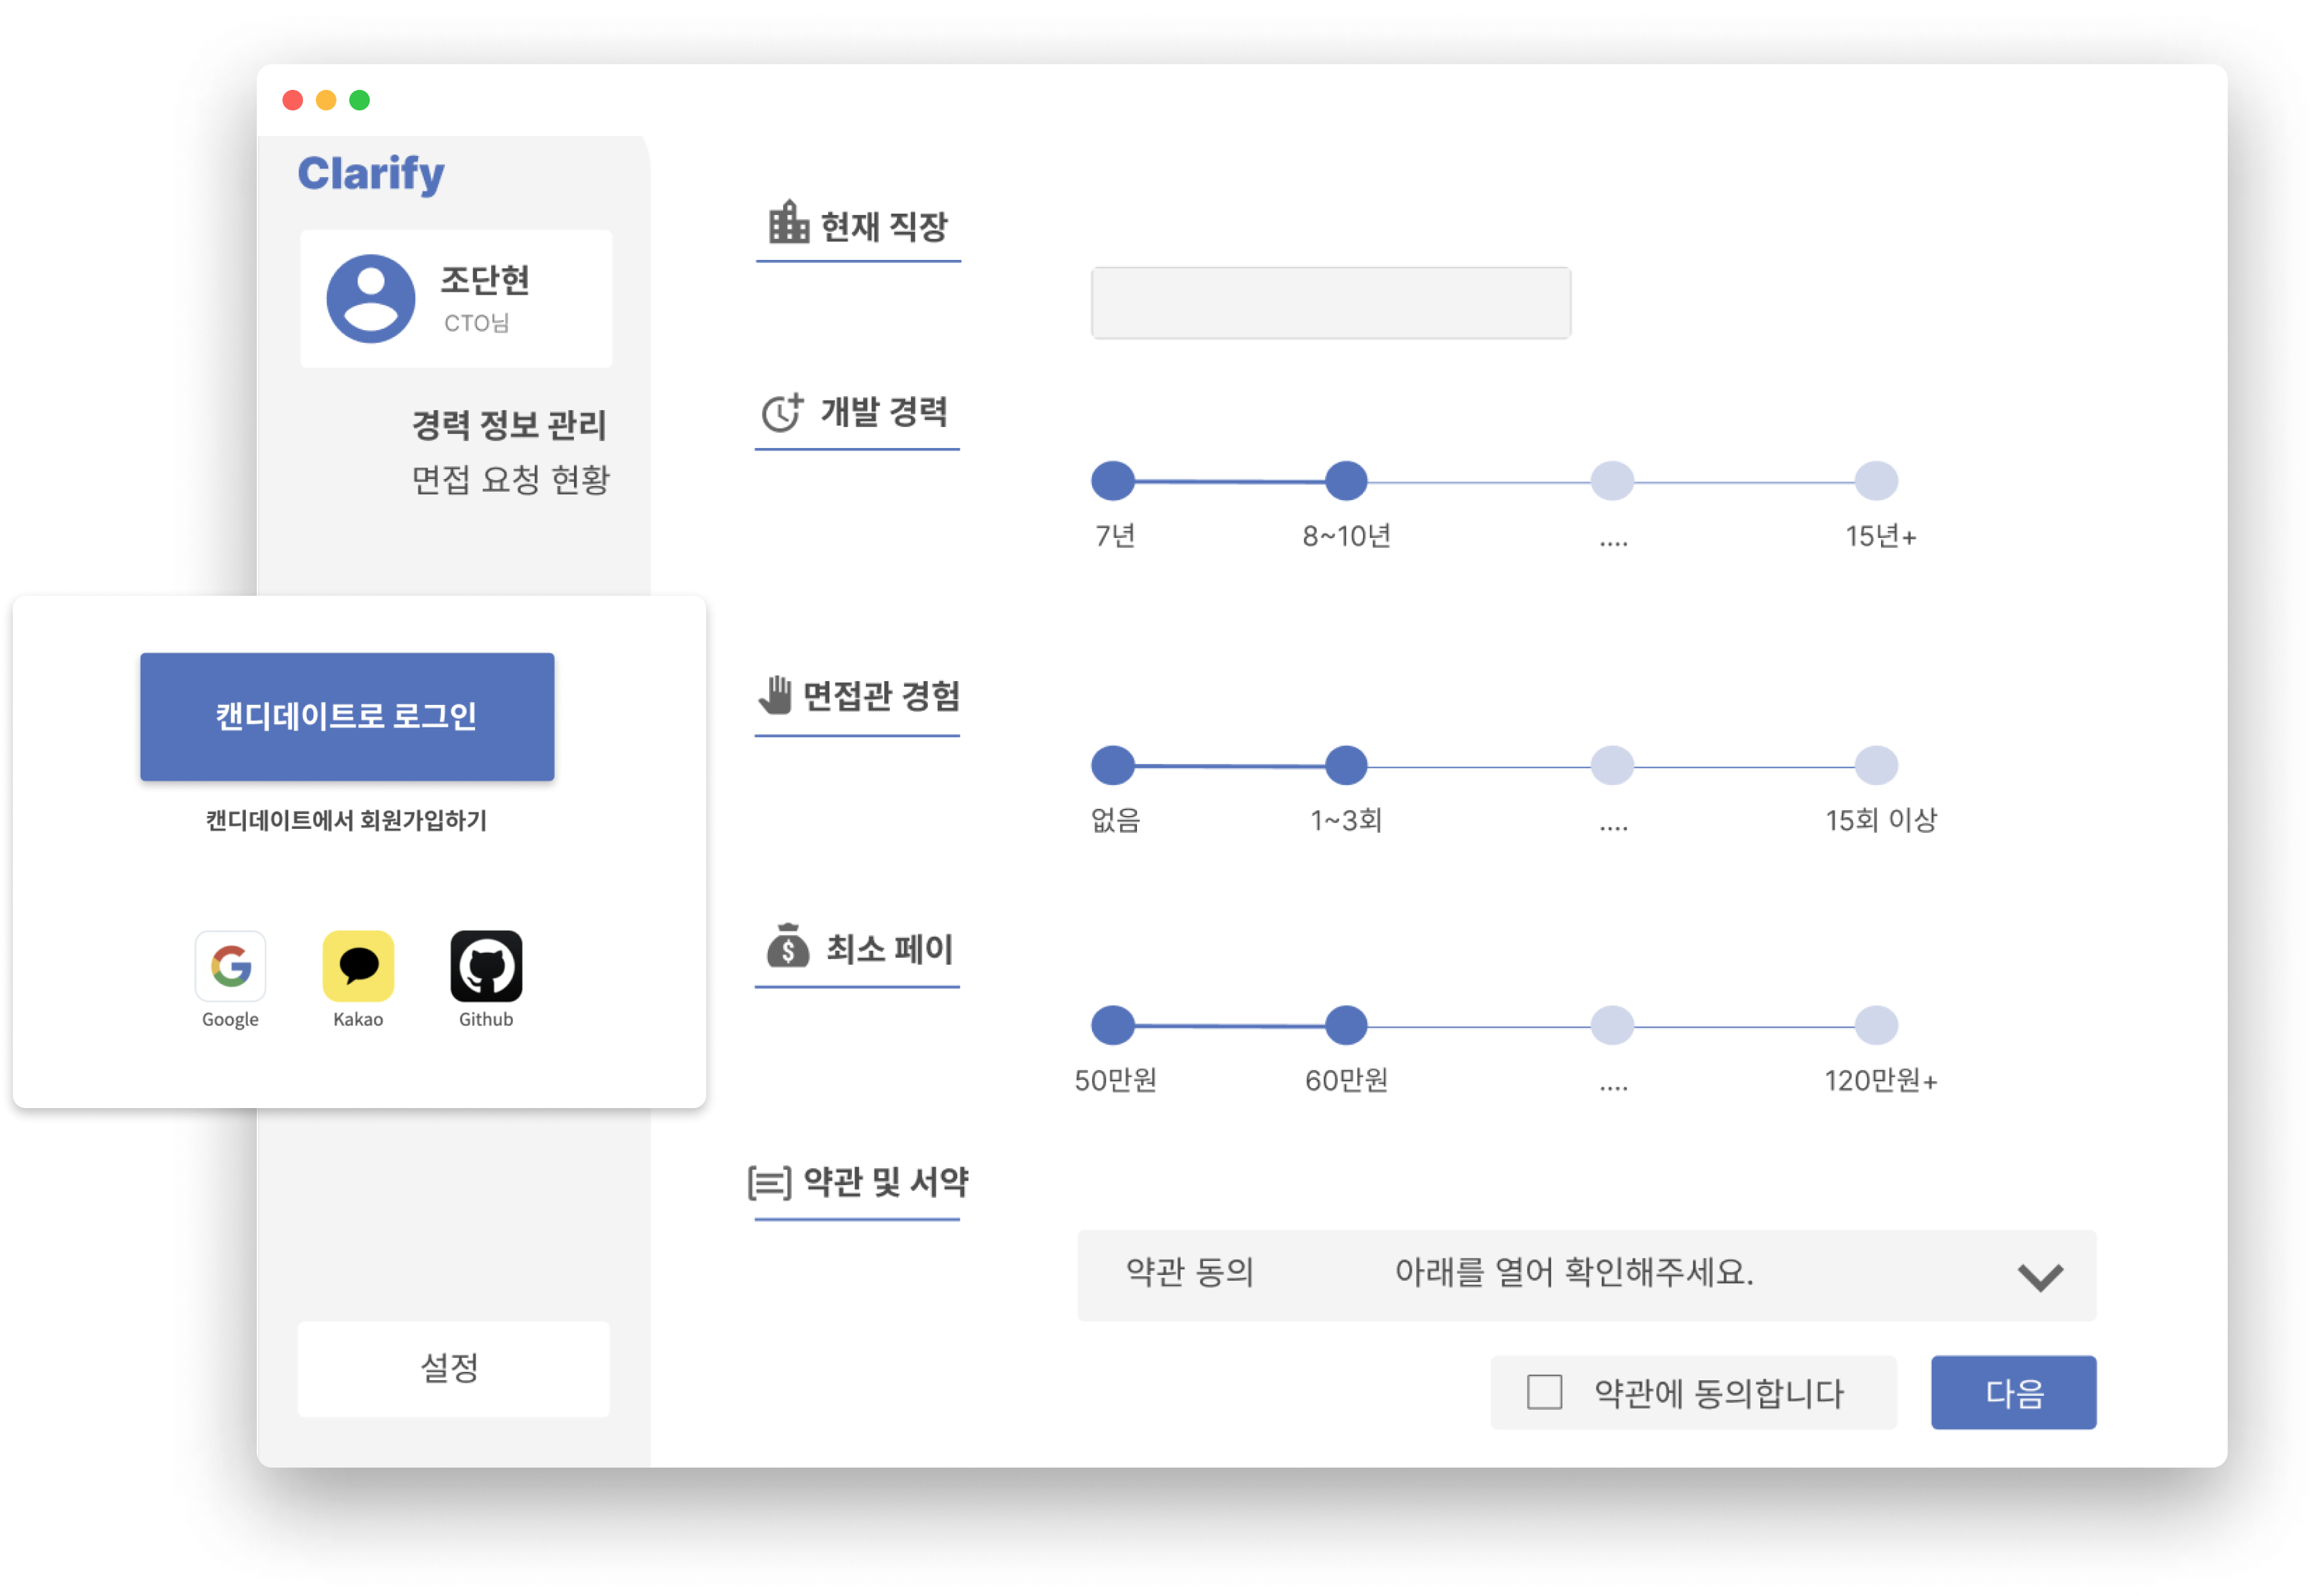 Clarify
조단현
CTO님
경력 정보 관리
면접 요청 현황
캔디데이트로 로그인
캔디데이트에서 회원가입하기
Google
Kakao
Github
설정
현재 직장
개발 경력
7년
8~10년
....
15년+
면접관 경험
없음
1~3회
....
15회 이상
$
최소 페이
50만원
60만원
....
120만원+
약관 및 서약
약관 동의
아래를 열어 확인해주세요.
약관에 동의합니다
다음